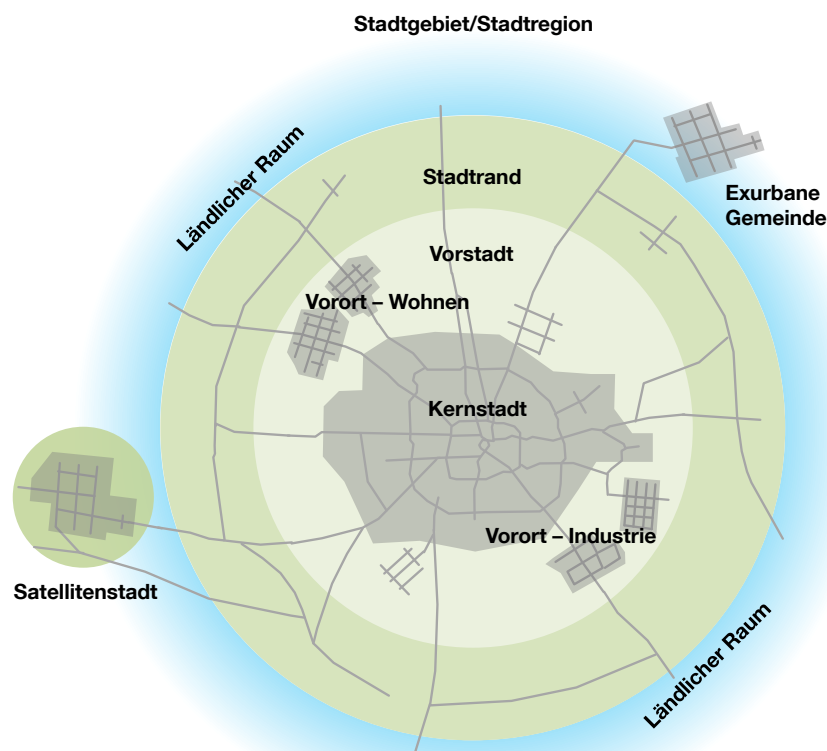 Stadtgebiet/Stadtregion
Ländlicher Raum
Stadtrand
Exurbane
Gemeinde
Vorstadt
Vorort – Wohnen
Kernstadt
Vorort – Industrie
Satellitenstadt
Ländlicher Raum